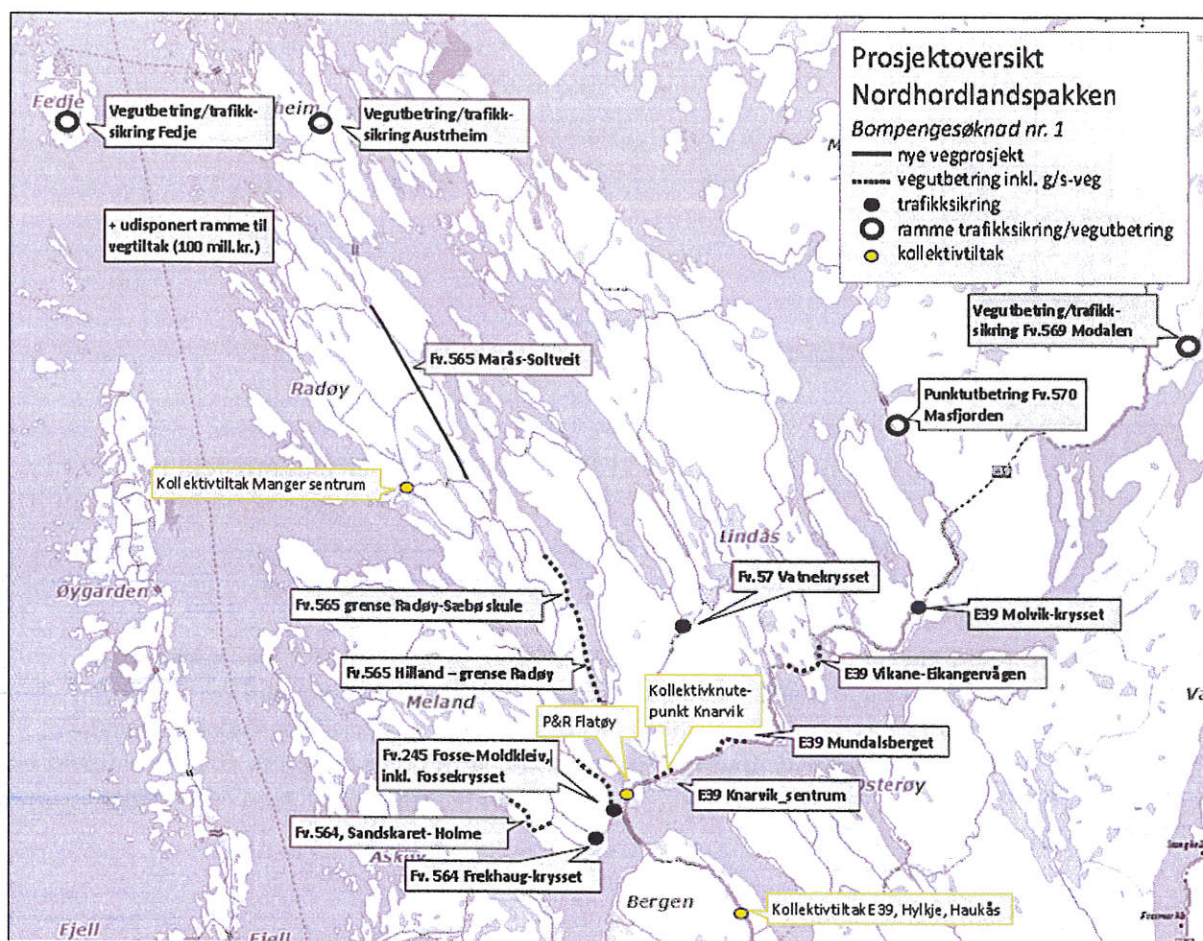 Prosjektoversikt
Nordhordlandspakken
Bompengesøknad nr. 1
nye vegprosjekt
vegutbetring inkl. g/s-veg
trafikksikring
ramme trafikksikring/vegutbetring
kollektivtiltak
Fedje
Vegutbetring/trafikk-
sikring Fedje
heim
Vegutbetring/trafikk-
sikring Austrheim
+ udisponert ramme til
vegtiltak (100 mill.kr.)
Vegutbetring/trafikk-
sikring Fv.569 Modalen
Fv.565 Marås-Soltveit
Radøy
Punktutbetring Fv.570
Masfjorden
Kollektivtiltak Manger sentrum
Lindås
Fv.57 Vatnekrysset
Øygarden
Fv.565 grense Radøy-Sæbø skule
E39 Molvik-krysset
Fv.565 Hilland – grense Radøy
E39 Vikane-Eikangervågen
Meland
Kollektivknute-
punkt Knarvik
P&R Flatøy
Fv.245 Fosse-Moldkleiv,
inkl. Fossekrysset
E39 Mundalsberget
E39 Knarvik_sentrum
Osterøy
Fv.564, Sandskaret- Holme
Askøy
Fv. 564 Frekhaug-krysset
Bergen
Kollektivtiltak E39, Hylkje, Haukås
Fjell
Fjell